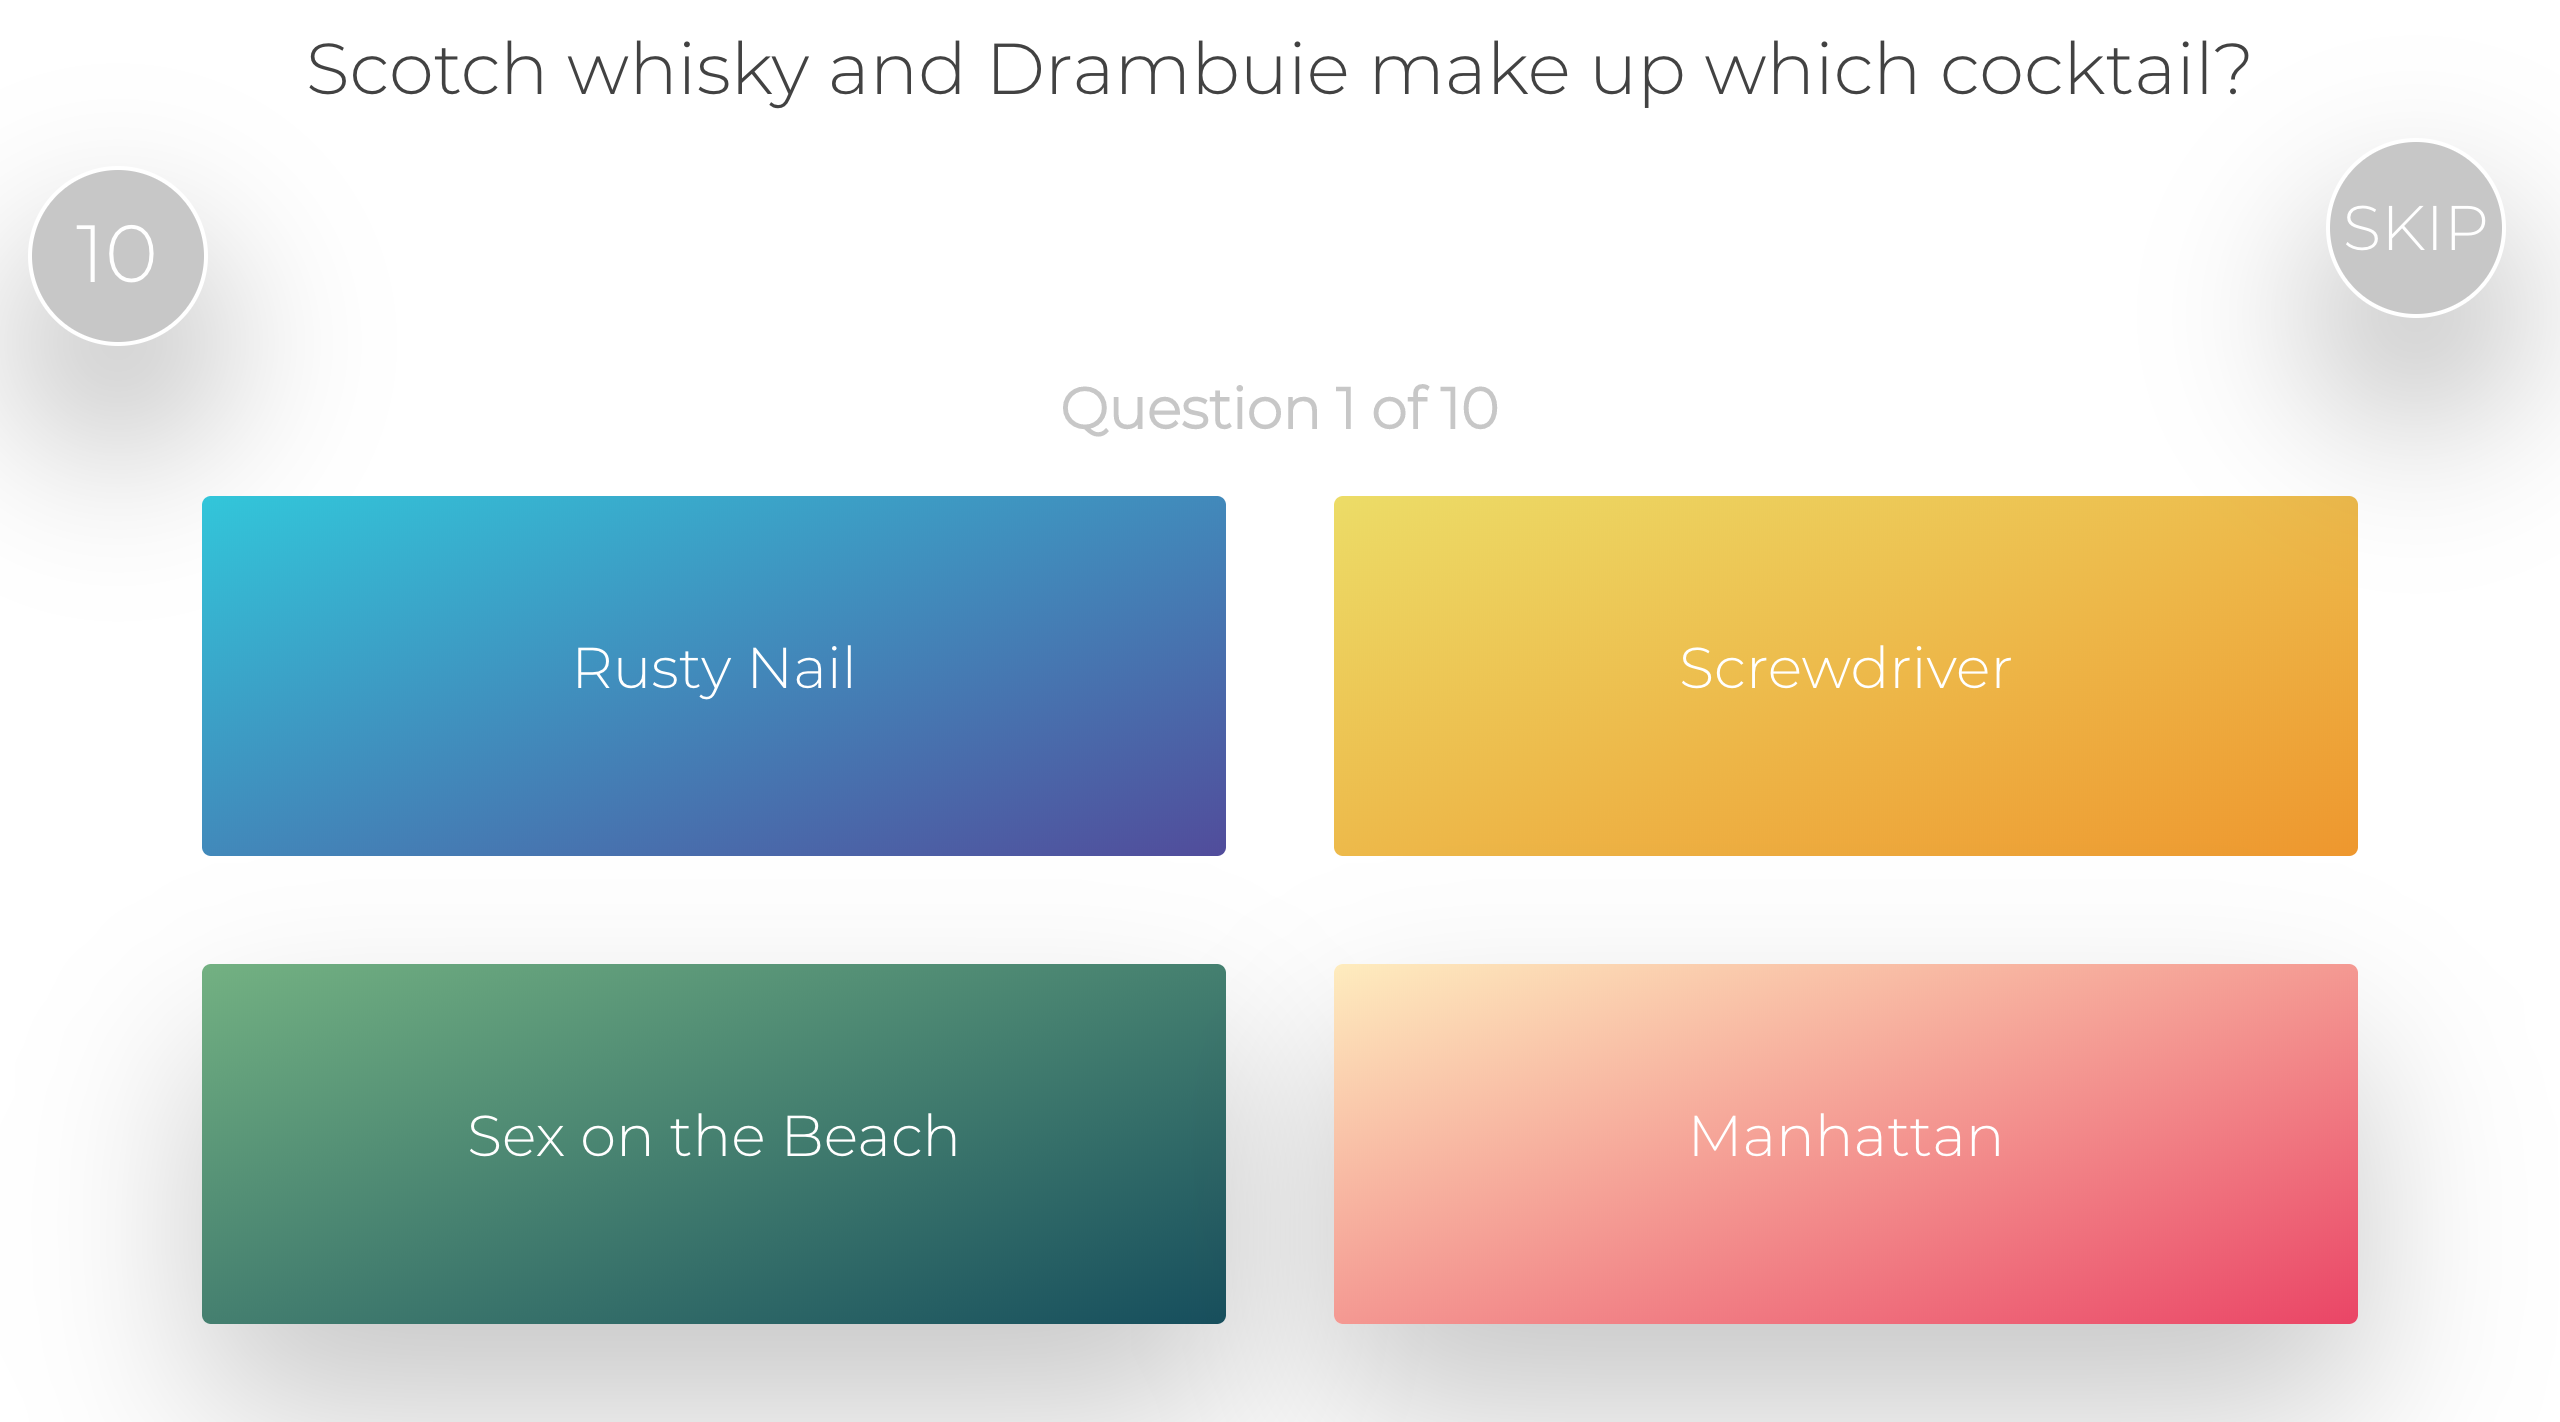 Scotch whisky and Drambuie make up which cocktail?
10
SKIP
Question 1 of 10
Rusty Nail
Screwdriver
Sex on the Beach
Manhattan